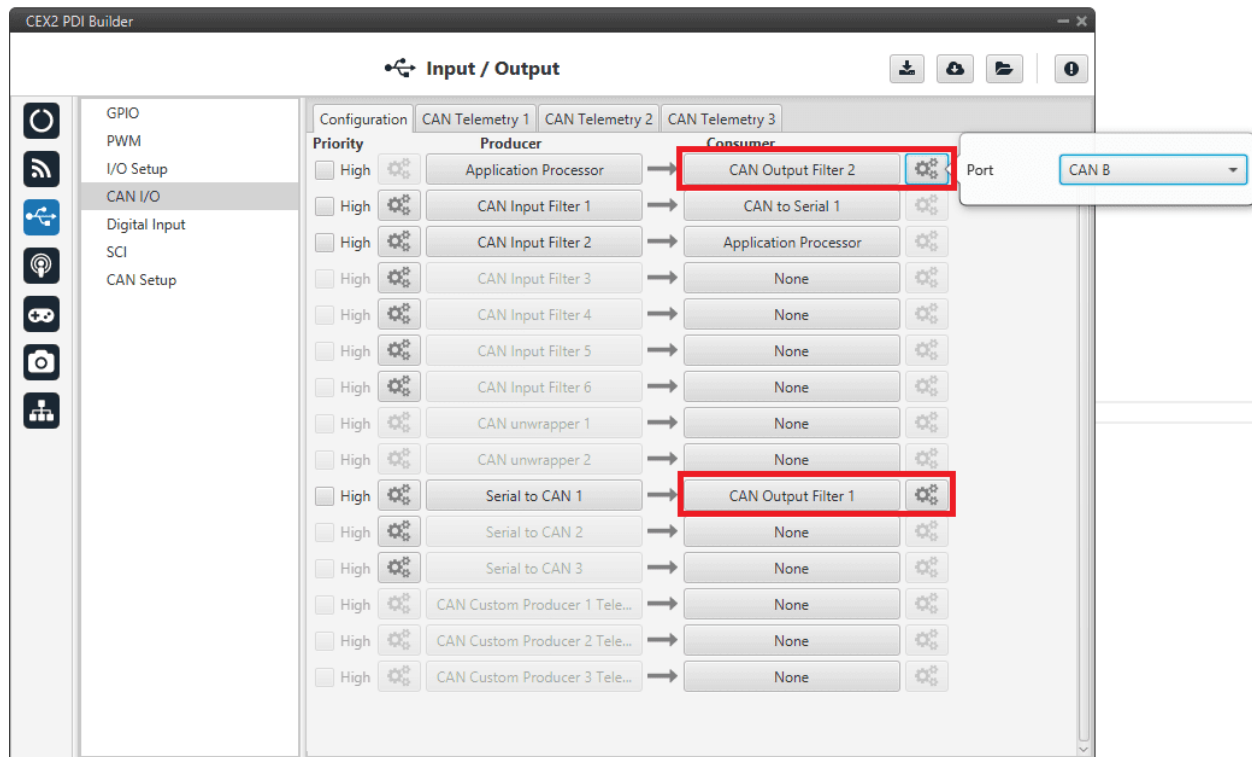 CEX2 PDI Builder
Input / Output
GPIO
PWM
I/O Setup
CAN I/O
Digital Input
SCI
CAN Setup
Configuration CAN Telemetry 1 CAN Telemetry 2 CAN Telemetry 3
Priority Producer Consumer
High Application Processor CAN Output Filter 2 Port CAN B
High CAN Input Filter 1 CAN to Serial 1
High CAN Input Filter 2 Application Processor
High CAN Input Filter 3 None
High CAN Input Filter 4 None
High CAN Input Filter 5 None
High CAN Input Filter 6 None
High CAN unwrapper 1 None
High CAN unwrapper 2 None
High Serial to CAN 1 CAN Output Filter 1
High Serial to CAN 2 None
High Serial to CAN 3 None
High CAN Custom Producer 1 Tele... None
High CAN Custom Producer 2 Tele... None
High CAN Custom Producer 3 Tele... None